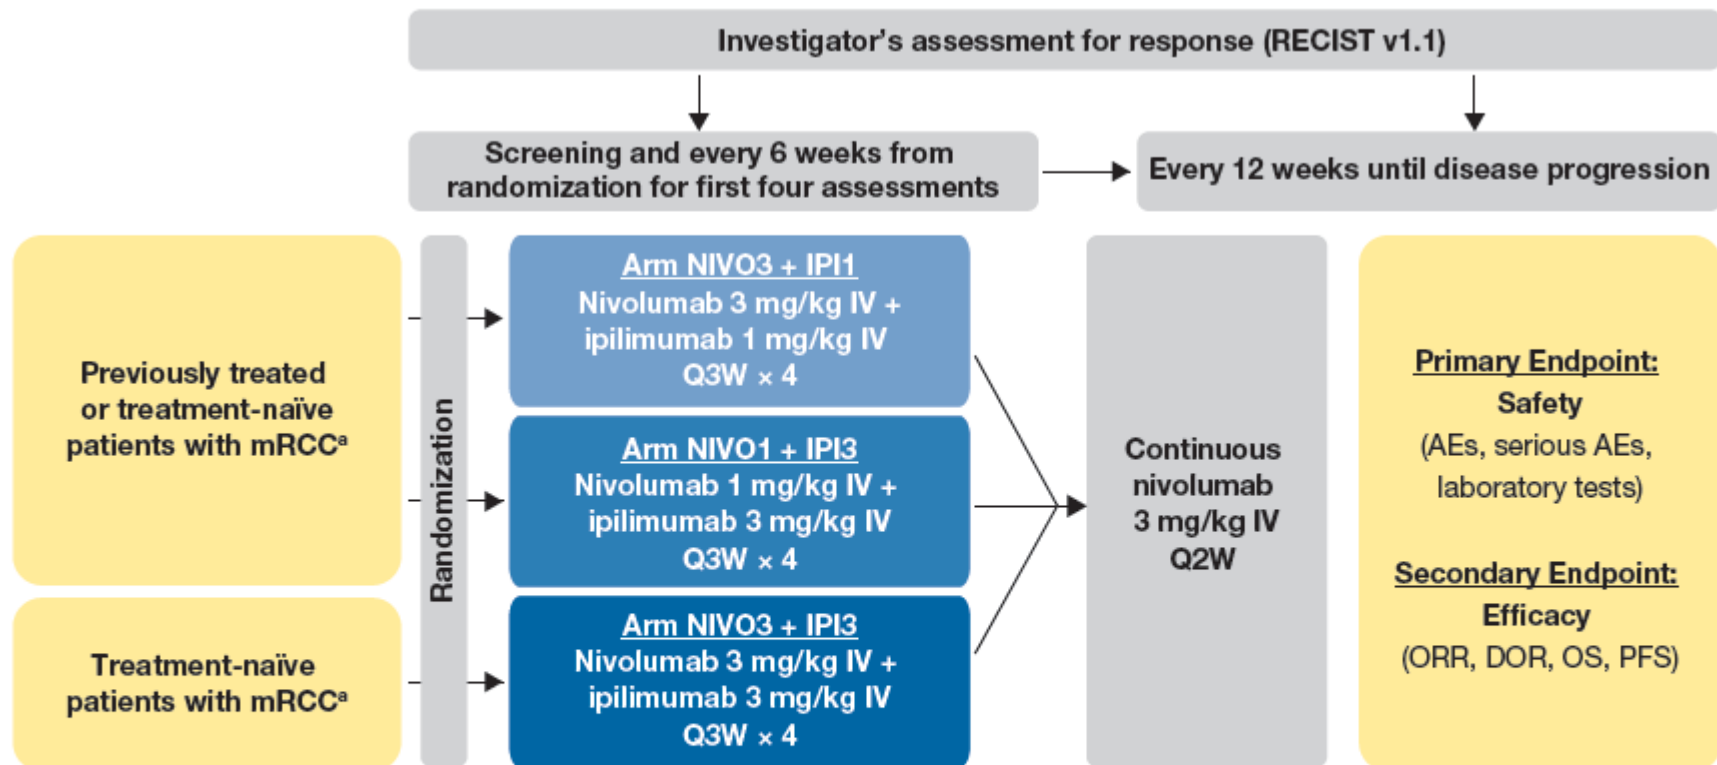 Investigator's assessment for response (RECIST v1.1)
Screening and every 6 weeks from
randomization for first four assessments
Every 12 weeks until disease progression
Previously treated
or treatment-naïve
patients with mRCCᵃ
Treatment-naïve
patients with mRCCᵃ
Randomization
Arm NIVO3 + IPI1
Nivolumab 3 mg/kg IV +
ipilimumab 1 mg/kg IV
Q3W × 4
Arm NIVO1 + IPI3
Nivolumab 1 mg/kg IV +
ipilimumab 3 mg/kg IV
Q3W × 4
Arm NIVO3 + IPI3
Nivolumab 3 mg/kg IV +
ipilimumab 3 mg/kg IV
Q3W × 4
Continuous
nivolumab
3 mg/kg IV
Q2W
Primary Endpoint:
Safety
(AEs, serious AEs,
laboratory tests)
Secondary Endpoint:
Efficacy
(ORR, DOR, OS, PFS)